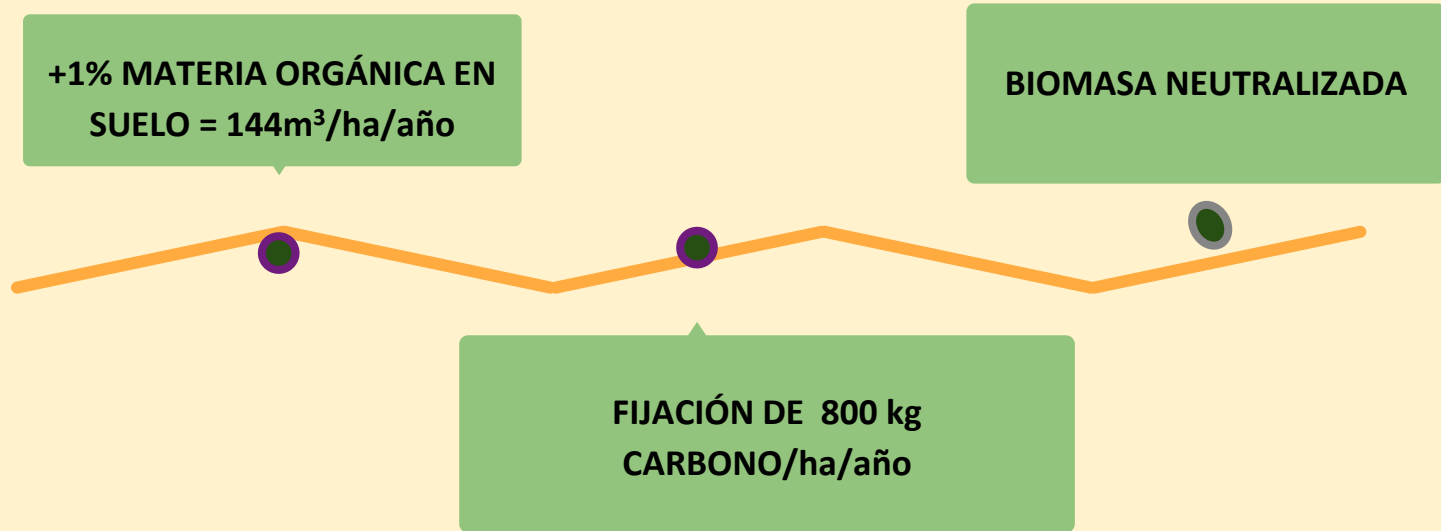 +1% MATERIA ORGÁNICA EN
SUELO = 144m³/ha/año
BIOMASA NEUTRALIZADA
FIJACIÓN DE 800 kg
CARBONO/ha/año